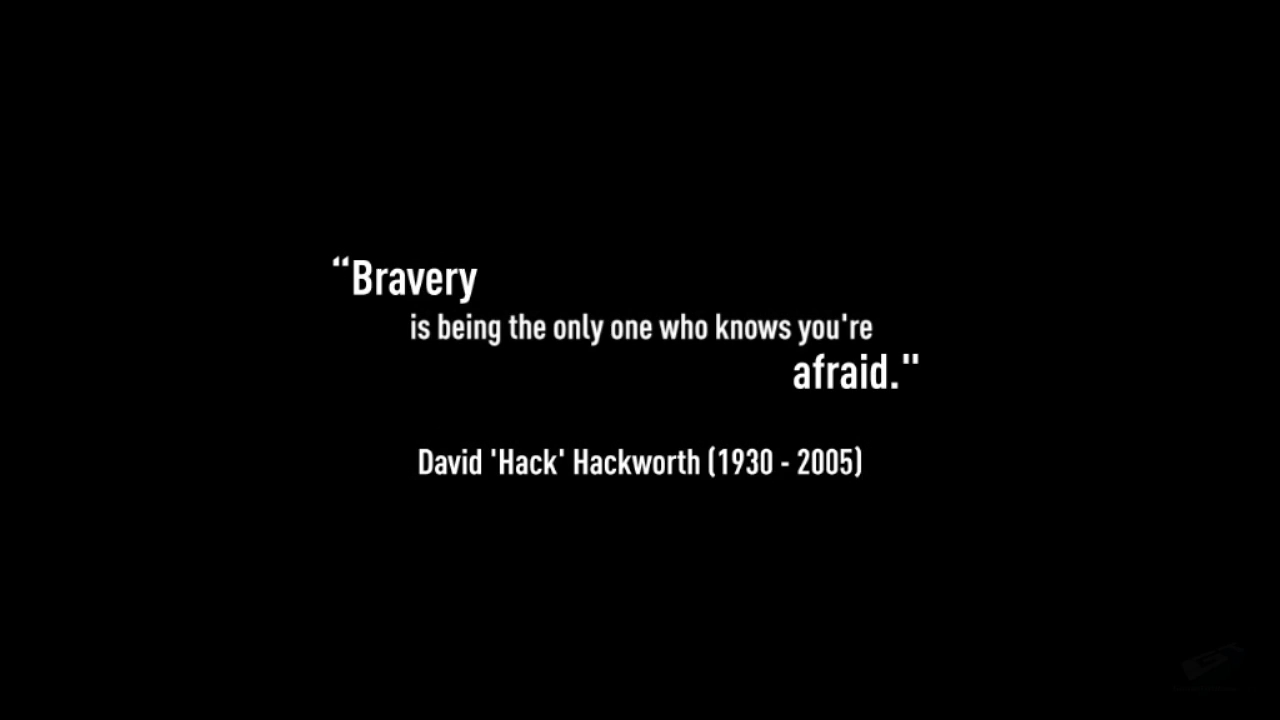 “Bravery
is being the only one who knows you're
afraid."
David 'Hack' Hackworth (1930 - 2005)